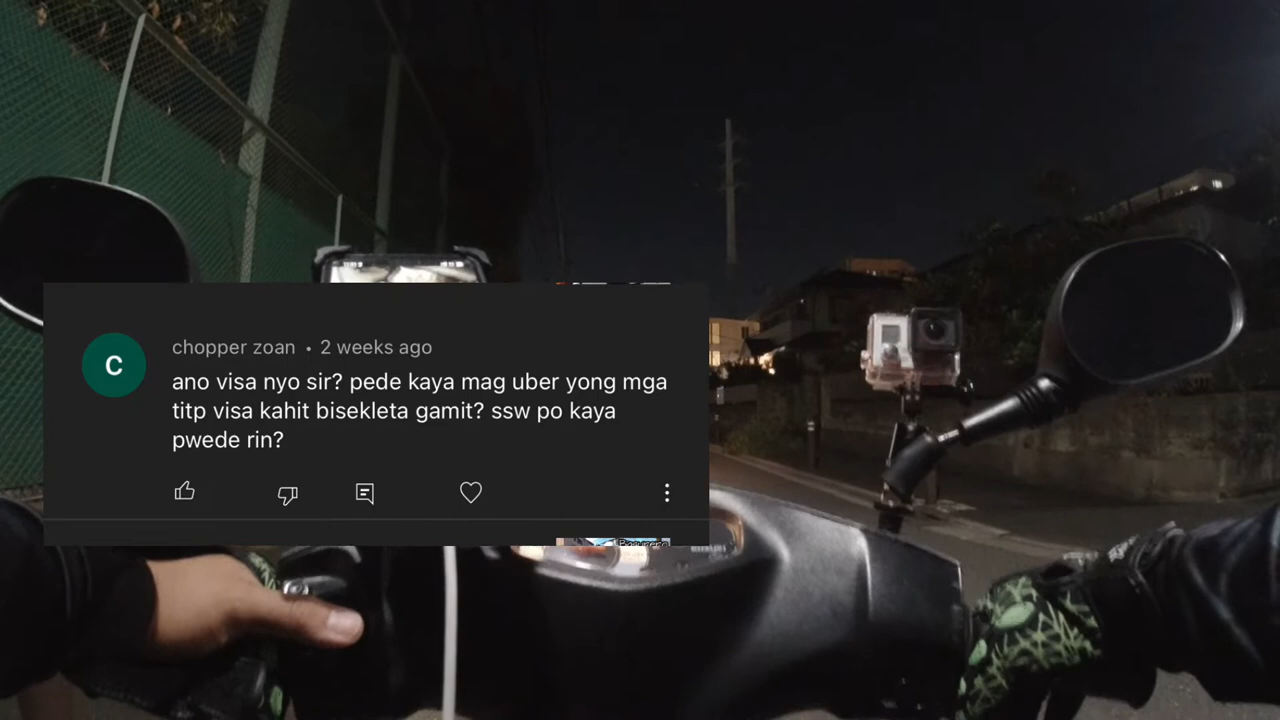 chopper zoan • 2 weeks ago
C
ano visa nyo sir? pede kaya mag uber yong mga
titp visa kahit bisekleta gamit? ssw po kaya
pwede rin?